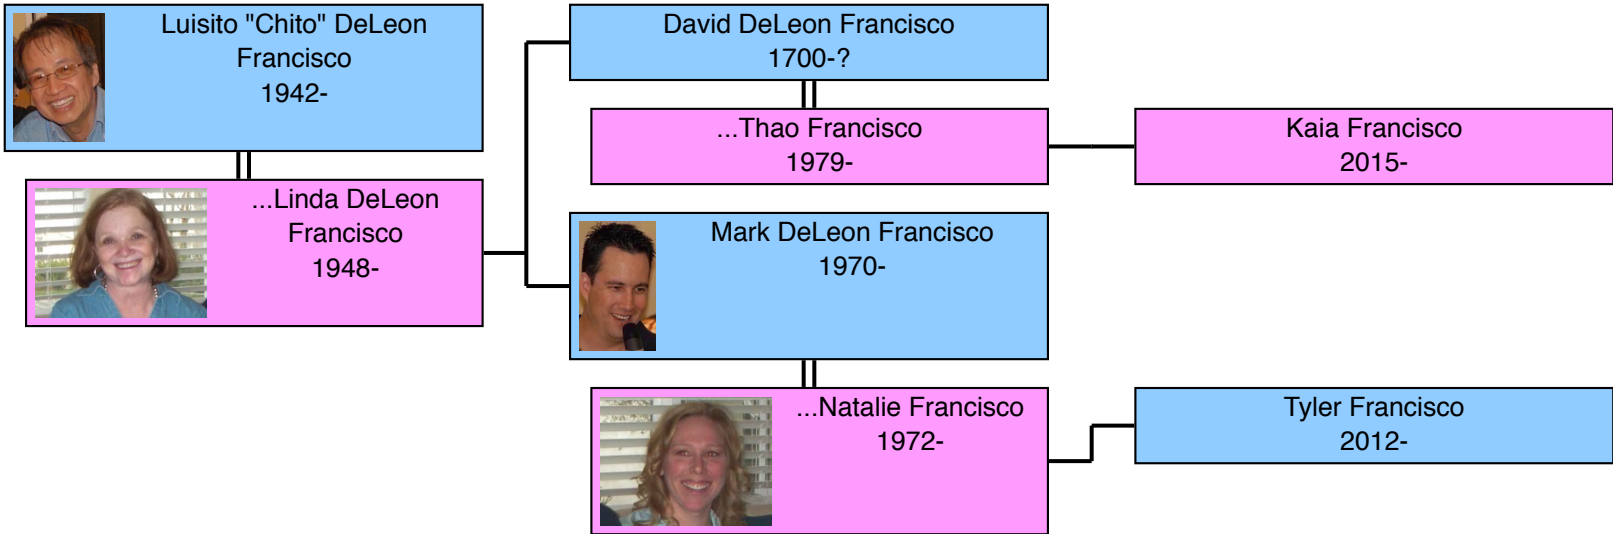 Luisito "Chito" DeLeon
Francisco
1942-
...Linda DeLeon
Francisco
1948-
David DeLeon Francisco
1700-?
...Thao Francisco
1979-
Kaia Francisco
2015-
Mark DeLeon Francisco
1970-
...Natalie Francisco
1972-
Tyler Francisco
2012-